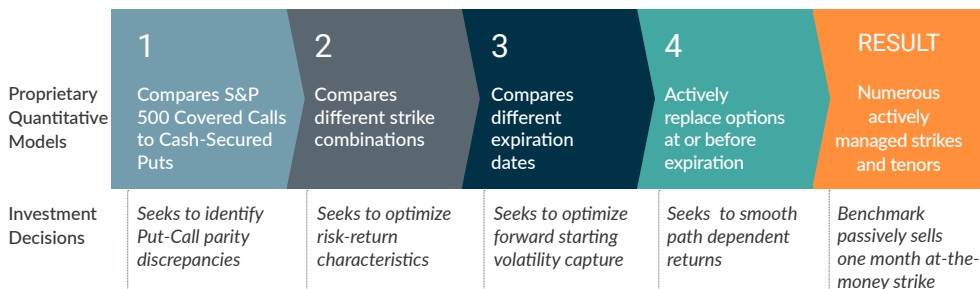 1
2
3
4
RESULT
Proprietary
Quantitative
Models
Compares S&P
500 Covered Calls
to Cash-Secured
Puts
Compares
different strike
combinations
Compares
different
expiration
dates
Actively
replace options
at or before
expiration
Numerous
actively
managed strikes
and tenors
Investment
Decisions
Seeks to identify
Put-Call parity
discrepancies
Seeks to optimize
risk-return
characteristics
Seeks to optimize
forward starting
volatility capture
Seeks to smooth
path dependent
returns
Benchmark
passively sells
one month at-the-
money strike